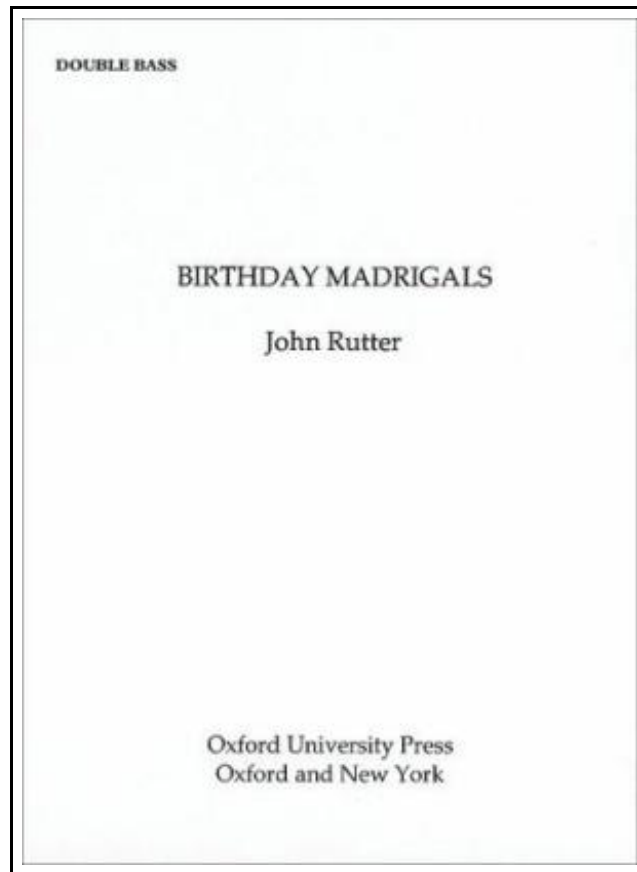 DOUBLE BASS
BIRTHDAY MADRIGALS
John Rutter
Oxford University Press
Oxford and New York